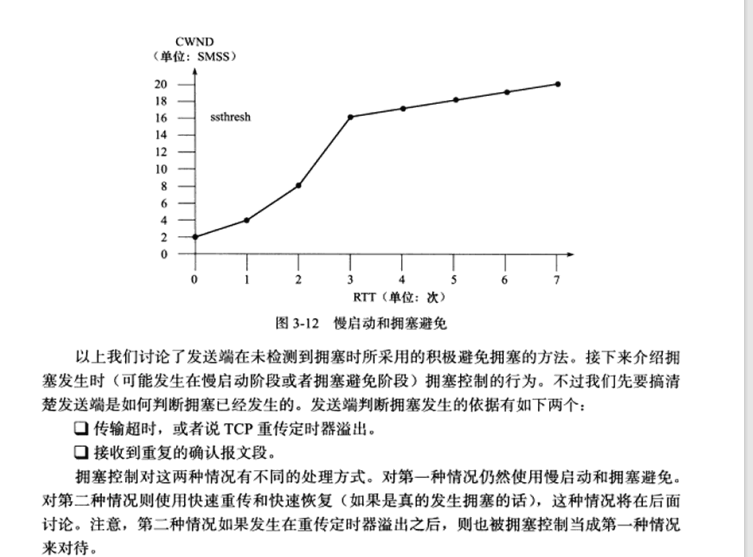 CWND
（单位：SMSS）
20
18
16
ssthresh
14
12
10
8
6
4
2
0
0 1 2 3 4 5 6 7
RTT（单位：次）
图 3-12 慢启动和拥塞避免
以上我们讨论了发送端在未检测到拥塞时所采用的积极避免拥塞的方法。接下来介绍拥
塞发生时（可能发生在慢启动阶段或者拥塞避免阶段）拥塞控制的行为。不过我们先要搞清
楚发送端是如何判断拥塞已经发生的。发送端判断拥塞发生的依据有如下两个：
❑ 传输超时，或者说 TCP 重传定时器溢出。
❑ 接收到重复的确认报文段。
拥塞控制对这两种情况有不同的处理方式。对第一种情况仍然使用慢启动和拥塞避免。
对第二种情况则使用快速重传和快速恢复（如果是真的发生拥塞的话），这种情况将在后面
讨论。注意，第二种情况如果发生在重传定时器溢出之后，则也被拥塞控制当成第一种情况
来对待。